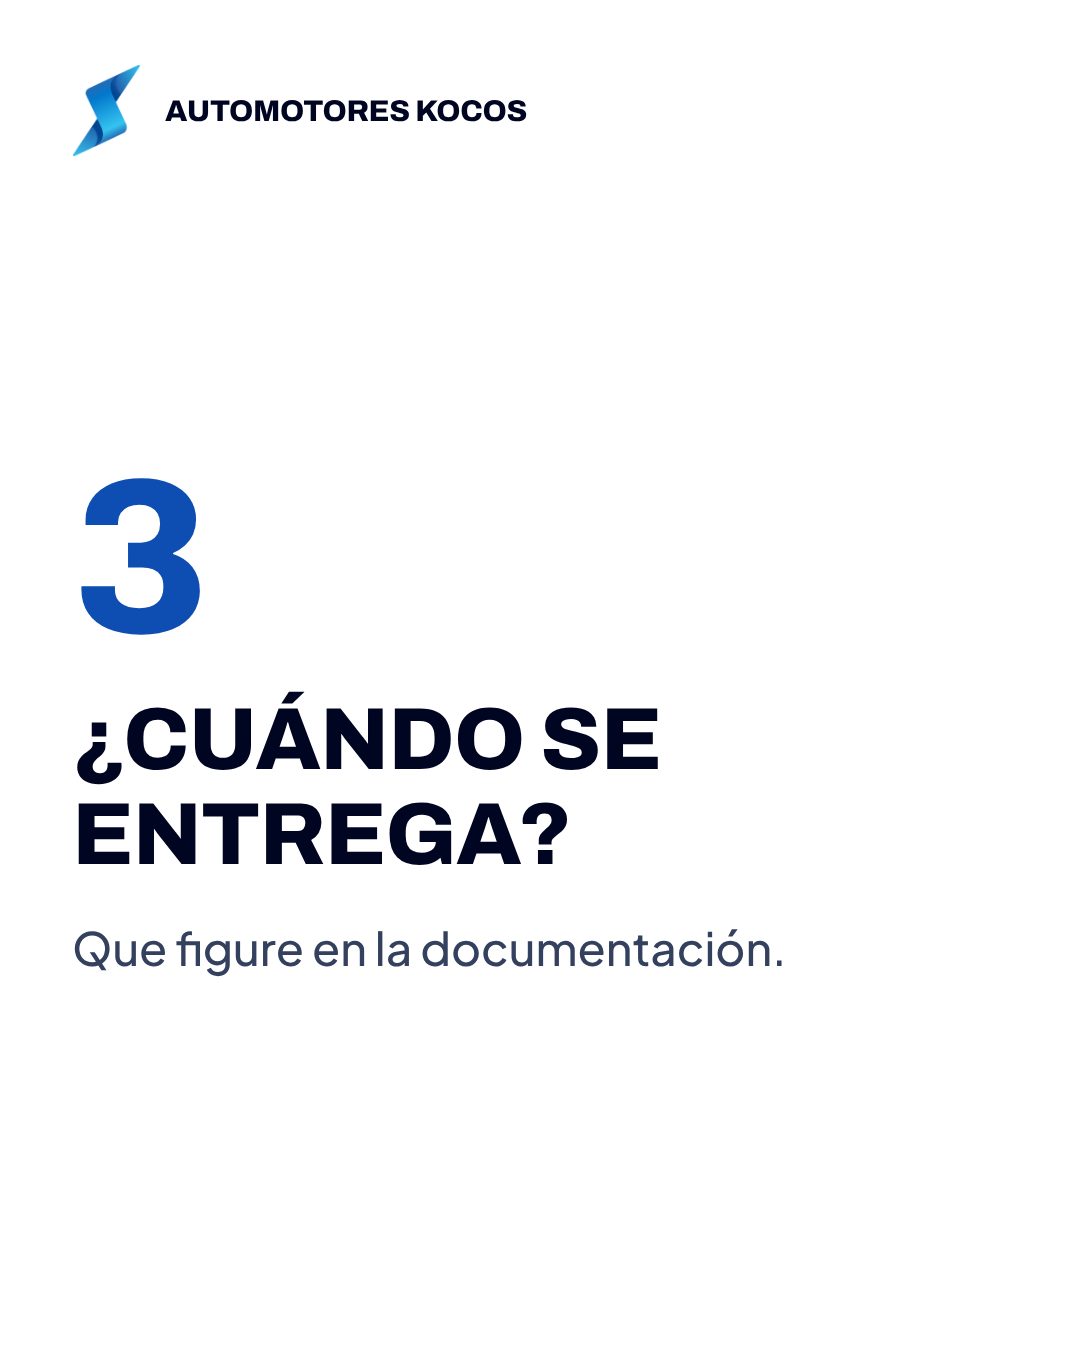 AUTOMOTORES KOCOS
3
¿CUÁNDO SE
ENTREGA?
Que figure en la documentación.